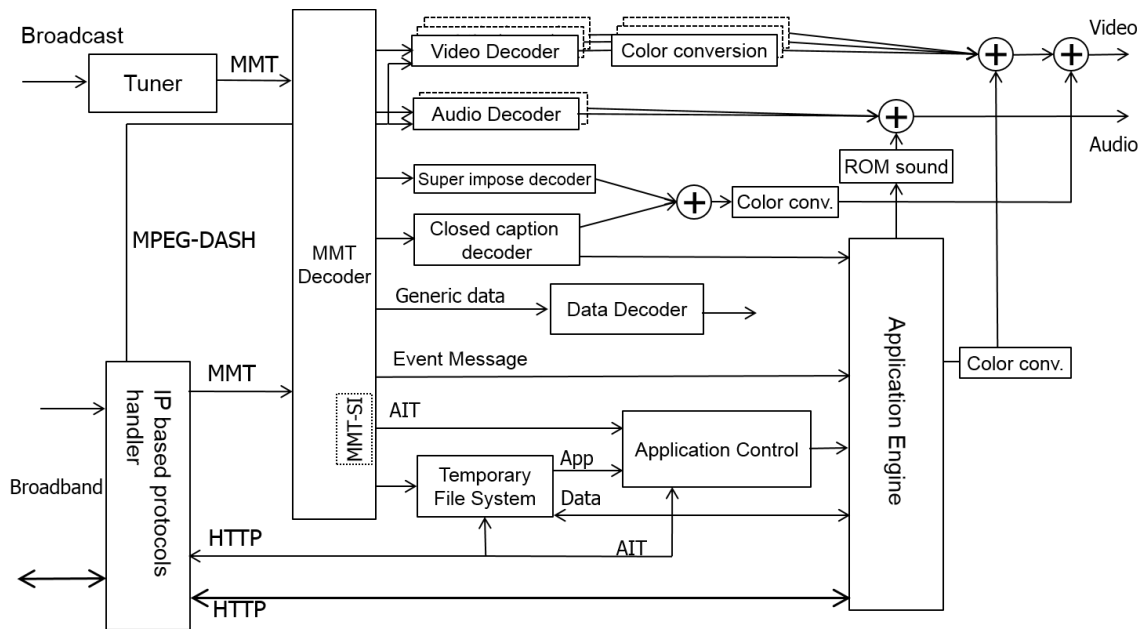 Broadcast
Tuner
MMT
Video Decoder
Color conversion
Video
Audio Decoder
Audio
Super impose decoder
ROM sound
Color conv.
Closed caption
decoder
MPEG-DASH
MMT
Decoder
Generic data
Data Decoder
Application Engine
Event Message
Color conv.
MMT
IP based protocols
handler
MMT-SI
AIT
Application Control
Temporary
File System
App
Data
Broadband
HTTP
AIT
HTTP